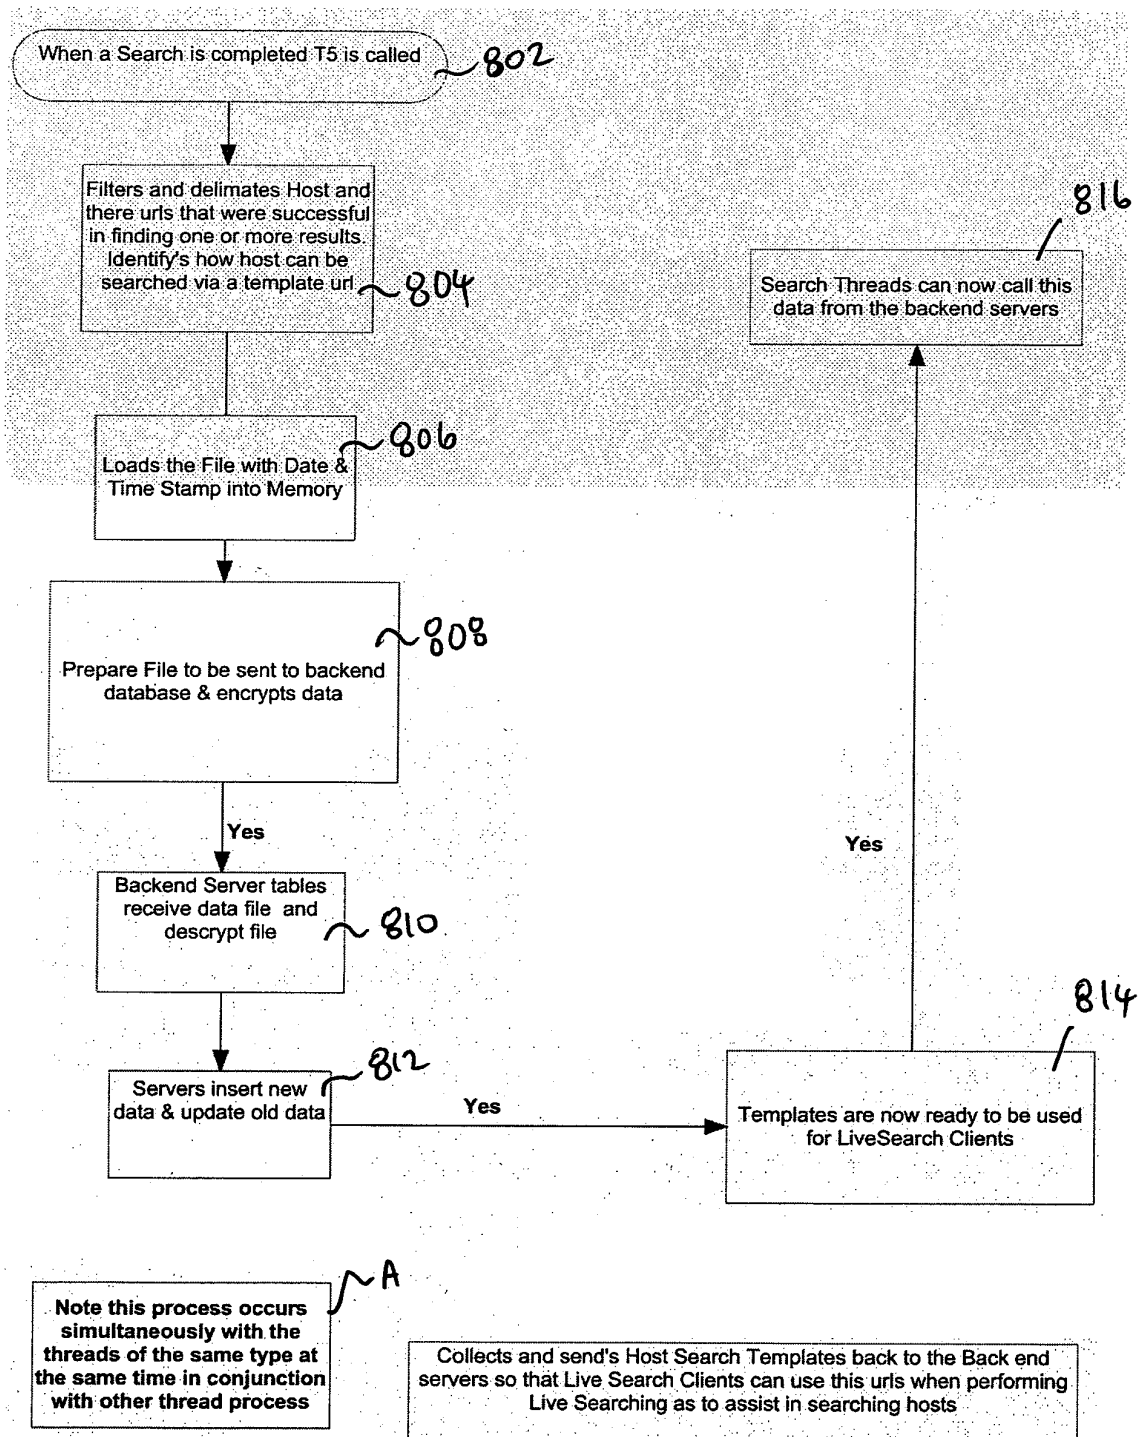 When a Search is completed T5 is called
802
Filters and delimates Host and
there urls that were successful
in finding one or more results.
Identify's how host can be
searched via a template url
804
816
Search Threads can now call this
data from the backend servers
806
Loads the File with Date &
Time Stamp into Memory
808
Prepare File to be sent to backend
database & encrypts data
Yes
Yes
Backend Server tables
receive data file and
descrypt file
810
814
812
Servers insert new
data & update old data
Yes
Templates are now ready to be used
for LiveSearch Clients
A
Note this process occurs
simultaneously with the
threads of the same type at
the same time in conjunction
with other thread process
Collects and send's Host Search Templates back to the Back end
servers so that Live Search Clients can use this urls when performing
Live Searching as to assist in searching hosts